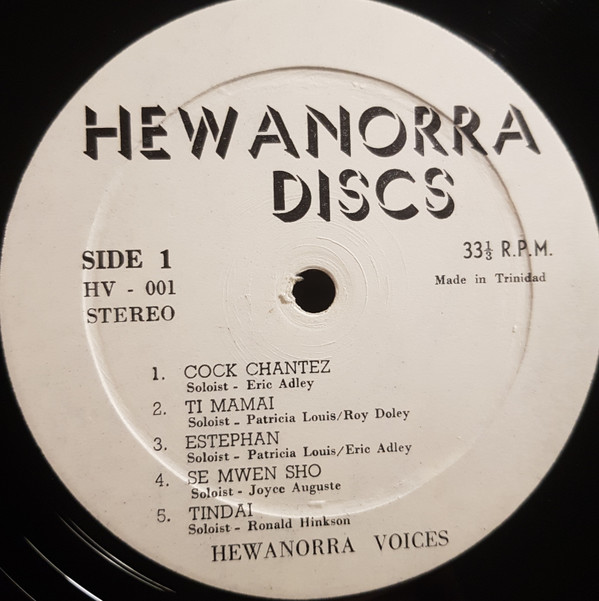 HEWANORRA
DISCS
SIDE 1
HV - 001
STEREO
33⅓ R.P.M.
Made in Trinidad
1. COCK CHANTEZ
Soloist - Eric Adley
2. TI MAMAI
Soloist - Patricia Louis/Roy Doley
3. ESTEPHAN
Soloist - Patricia Louis/Eric Adley
4. SE MWEN SHO
Soloist - Joyce Auguste
5. TINDAI
Soloist - Ronald Hinkson
HEWANORRA VOICES